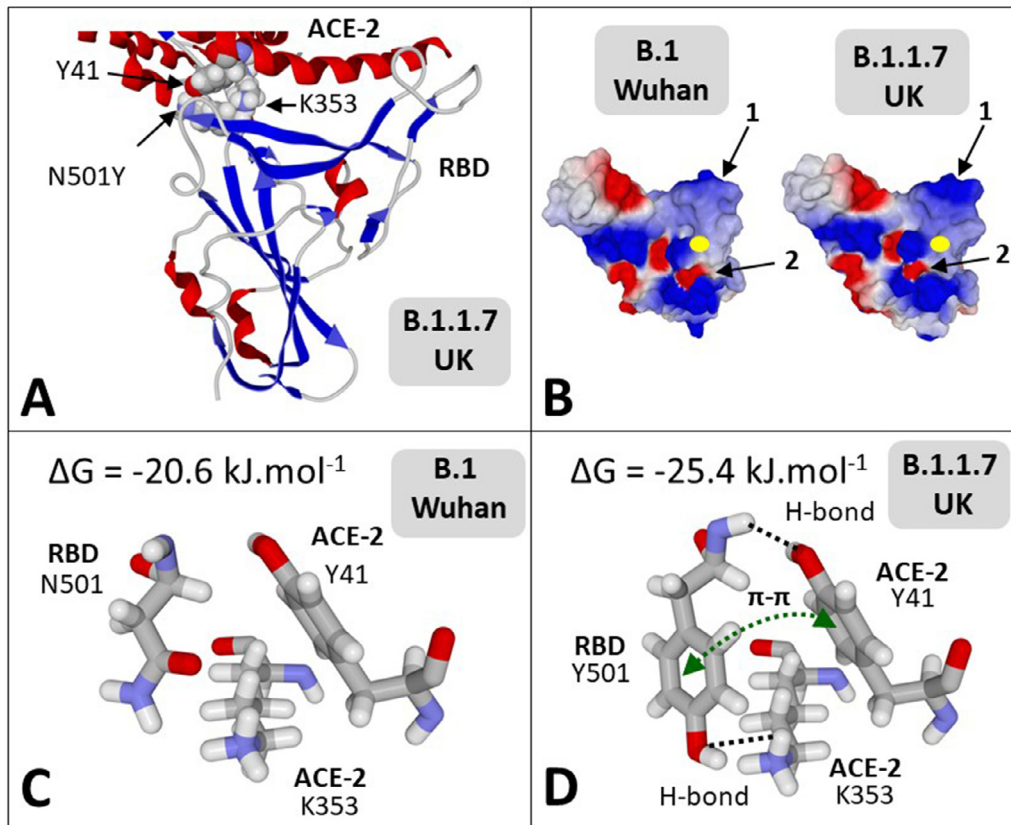 ACE-2
Y41
K353
N501Y
RBD
B.1.1.7
UK
A
B.1
Wuhan
B.1.1.7
UK
1
1
2
2
B
ΔG = -20.6 kJ.mol⁻¹
B.1
Wuhan
ACE-2
Y41
RBD
N501
ACE-2
K353
C
ΔG = -25.4 kJ.mol⁻¹
B.1.1.7
UK
H-bond
ACE-2
Y41
π-π
RBD
Y501
H-bond
ACE-2
K353
D